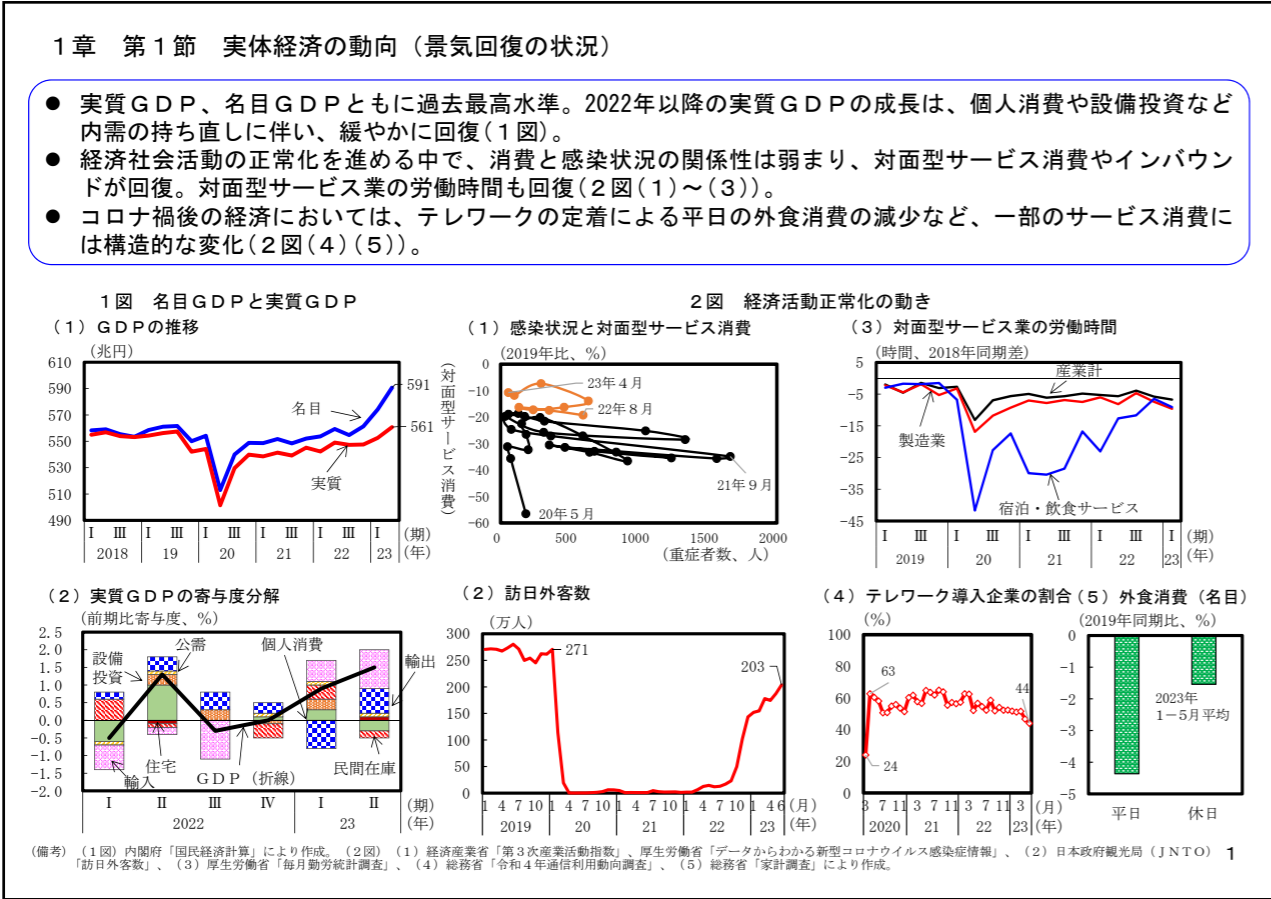 1章 第1節 実体経済の動向(景気回復の状況)
● 実質GDP、名目GDPともに過去最高水準。2022年以降の実質GDPの成長は、個人消費や設備投資など
内需の持ち直しに伴い、緩やかに回復(1図)。
● 経済社会活動の正常化を進める中で、消費と感染状況の関係性は弱まり、対面型サービス消費やインバウン
ドが回復。対面型サービス業の労働時間も回復(2図(1)~(3))。
● コロナ禍後の経済においては、テレワークの定着による平日の外食消費の減少など、一部のサービス消費に
は構造的な変化(2図(4)(5))。
1図 名目GDPと実質GDP
(1)GDPの推移
(兆円)
610
590
570
550
530
510
490
591
561
名目
実質
Ⅰ Ⅲ Ⅰ Ⅲ Ⅰ Ⅲ Ⅰ Ⅲ Ⅰ Ⅲ Ⅰ (期)
2018 19 20 21 22 23 (年)
(2)実質GDPの寄与度分解
(前期比寄与度、%)
2.5
2.0
1.5
1.0
0.5
0.0
-0.5
-1.0
-1.5
-2.0
設備
投資
公需
個人消費
輸出
輸入
住宅
GDP(折線)
民間在庫
Ⅰ Ⅱ Ⅲ Ⅳ Ⅰ Ⅱ (期)
2022 23 (年)
2図 経済活動正常化の動き
(1)感染状況と対面型サービス消費
(2019年比、%)
(対面型サービス消費)
0
-10
-20
-30
-40
-50
-60
23年4月
22年8月
21年9月
20年5月
0 500 1000 1500 2000
(重症者数、人)
(2)訪日外客数
(万人)
300
250
200
150
100
50
0
271
203
1 4 7 10 1 4 7 10 1 4 7 10 1 4 7 10 1 4 6 (月)
2019 20 21 22 23 (年)
(3)対面型サービス業の労働時間
(時間、2018年同期差)
5
-5
-15
-25
-35
-45
産業計
製造業
宿泊・飲食サービス
Ⅰ Ⅲ Ⅰ Ⅲ Ⅰ Ⅲ Ⅰ Ⅲ Ⅰ (期)
2019 20 21 22 23 (年)
(4)テレワーク導入企業の割合
(%)
100
80
60
40
20
0
63
24
44
3 7 11 3 7 11 3 7 11 3 (月)
2020 21 22 23 (年)
(5)外食消費(名目)
(2019年同期比、%)
0
-1
-2
-3
-4
-5
2023年
1-5月平均
平日 休日
(備考)(1図)内閣府「国民経済計算」により作成。(2図)(1)経済産業省「第3次産業活動指数」、厚生労働省「データからわかる新型コロナウイルス感染症情報」、(2)日本政府観光局(JNTO)
「訪日外客数」、(3)厚生労働省「毎月勤労統計調査」、(4)総務省「令和4年通信利用動向調査」、(5)総務省「家計調査」により作成。
1